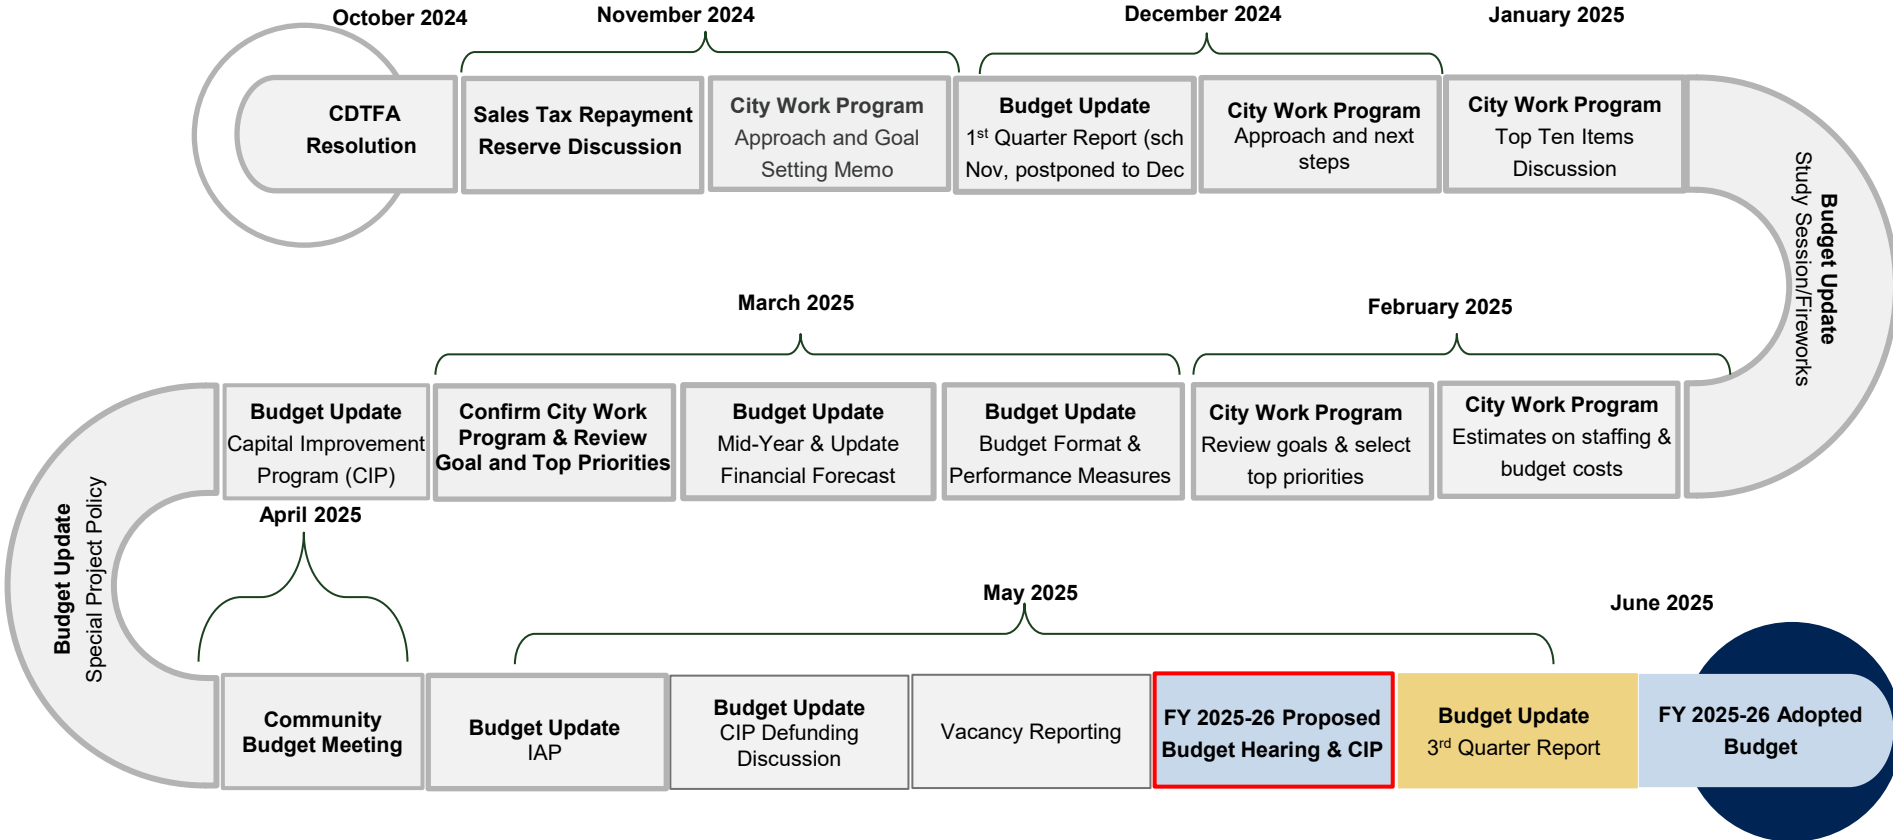 October 2024
November 2024
December 2024
January 2025
CDTFA
Resolution
Sales Tax Repayment
Reserve Discussion
City Work Program
Approach and Goal
Setting Memo
Budget Update
1st Quarter Report (sch
Nov, postponed to Dec
City Work Program
Approach and next
steps
City Work Program
Top Ten Items
Discussion
Budget Update
Study Session/Fireworks
February 2025
March 2025
City Work Program
Estimates on staffing &
budget costs
City Work Program
Review goals & select
top priorities
Budget Update
Budget Format &
Performance Measures
Budget Update
Mid-Year & Update
Financial Forecast
Confirm City Work
Program & Review
Goal and Top Priorities
Budget Update
Capital Improvement
Program (CIP)
Budget Update
Special Project Policy
April 2025
May 2025
June 2025
Community
Budget Meeting
Budget Update
IAP
Budget Update
CIP Defunding
Discussion
Vacancy Reporting
FY 2025-26 Proposed
Budget Hearing & CIP
Budget Update
3rd Quarter Report
FY 2025-26 Adopted
Budget